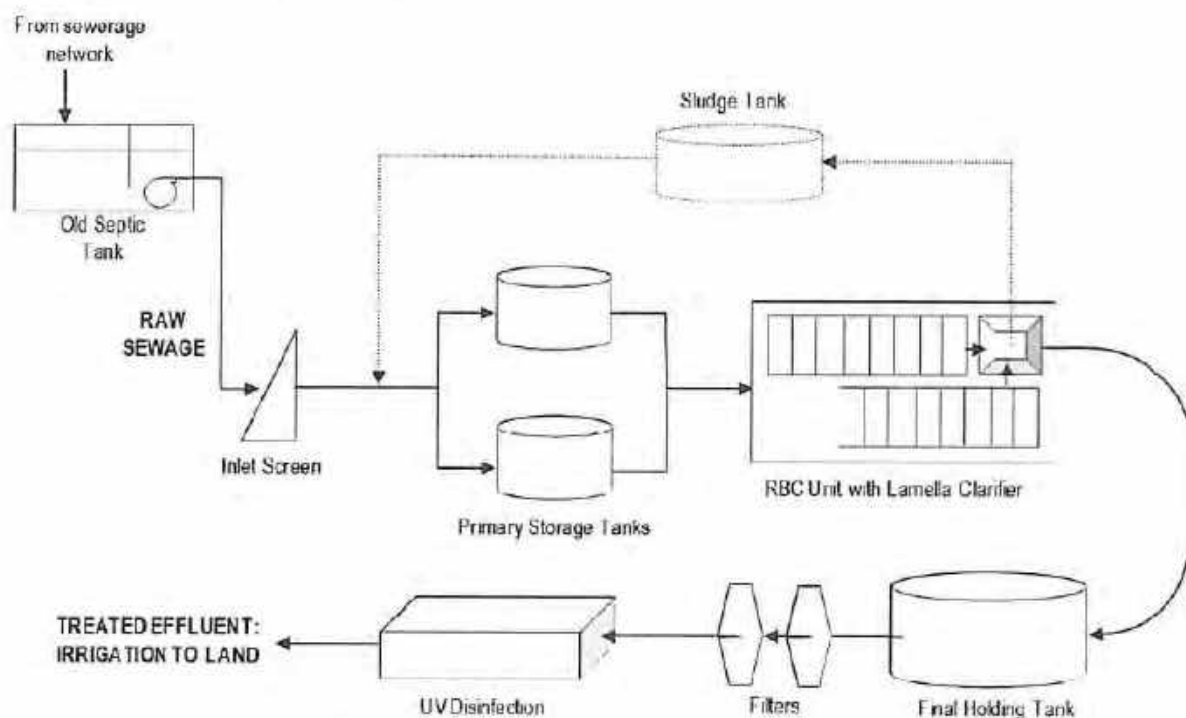 From sewerage
network
Sludge Tank
Old Septic
Tank
RAW
SEWAGE
Inlet Screen
RBC Unit with Lamella Clarifier
Primary Storage Tanks
TREATED EFFLUENT:
IRRIGATION TO LAND
UV Disinfection
Filters
Final Holding Tank